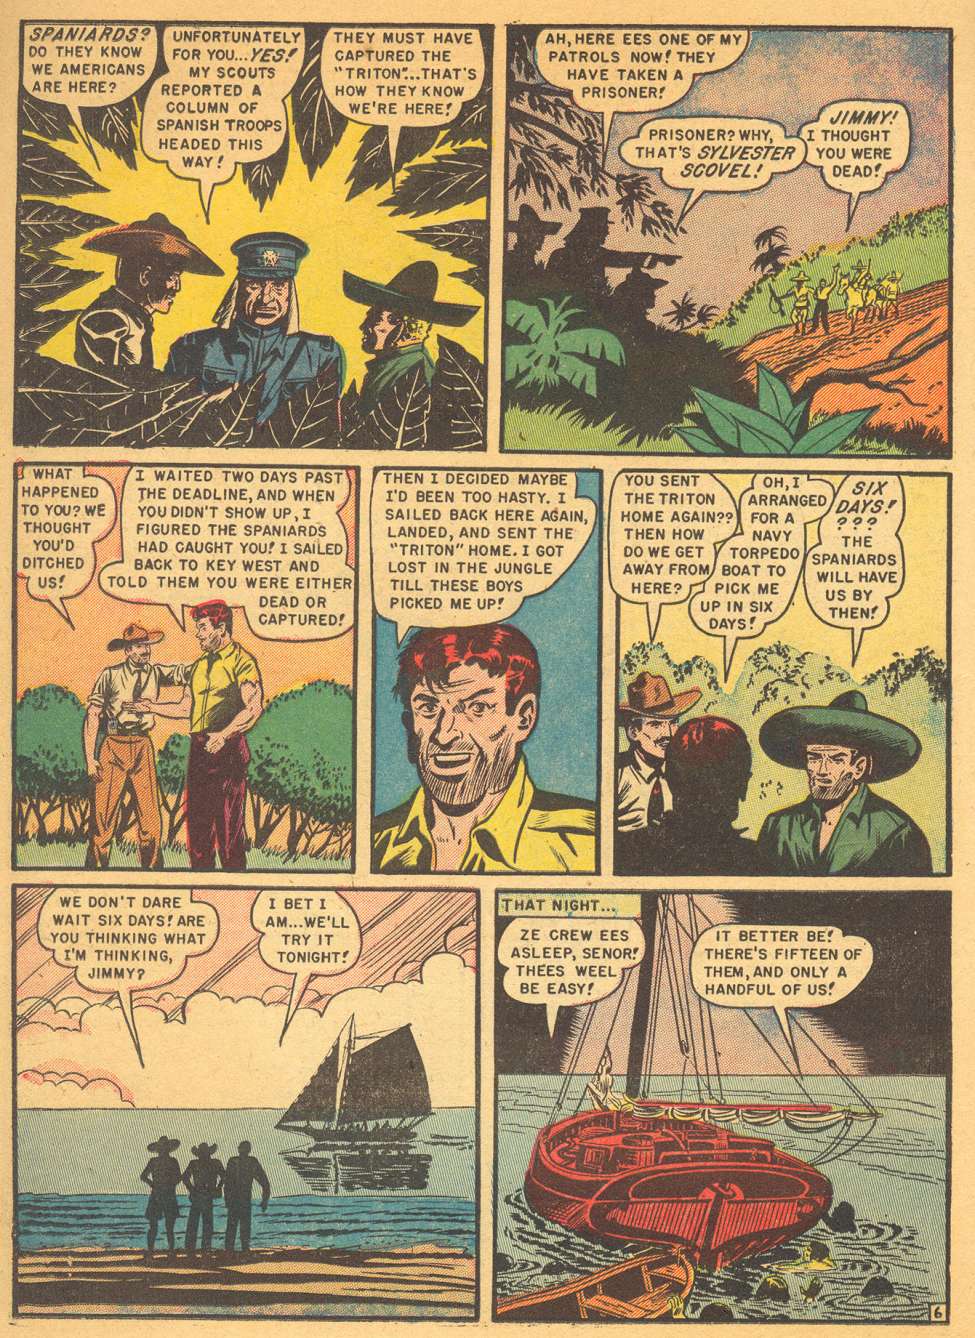 SPANIARDS?
DO THEY KNOW
WE AMERICANS
ARE HERE?
UNFORTUNATELY
FOR YOU...YES!
MY SCOUTS
REPORTED A
COLUMN OF
SPANISH TROOPS
HEADED THIS
WAY!
THEY MUST HAVE
CAPTURED THE
"TRITON"...THAT'S
HOW THEY KNOW
WE'RE HERE!
AH, HERE EES ONE OF MY
PATROLS NOW! THEY
HAVE TAKEN A
PRISONER!
PRISONER? WHY,
THAT'S SYLVESTER
SCOVEL!
JIMMY!
I THOUGHT
YOU WERE
DEAD!
WHAT
HAPPENED
TO YOU? WE
THOUGHT
YOU'D
DITCHED
US!
I WAITED TWO DAYS PAST
THE DEADLINE, AND WHEN
YOU DIDN'T SHOW UP, I
FIGURED THE SPANIARDS
HAD CAUGHT YOU! I SAILED
BACK TO KEY WEST AND
TOLD THEM YOU WERE EITHER
DEAD OR
CAPTURED!
THEN I DECIDED MAYBE
I'D BEEN TOO HASTY. I
SAILED BACK HERE AGAIN,
LANDED, AND SENT THE
"TRITON" HOME. I GOT
LOST IN THE JUNGLE
TILL THESE BOYS
PICKED ME UP!
YOU SENT
THE TRITON
HOME AGAIN??
THEN HOW
DO WE GET
AWAY FROM
HERE?
OH, I
ARRANGED
FOR A
NAVY
TORPEDO
BOAT TO
PICK ME
UP IN SIX
DAYS!
SIX
DAYS!
???
THE
SPANIARDS
WILL HAVE
US BY
THEN!
WE DON'T DARE
WAIT SIX DAYS! ARE
YOU THINKING WHAT
I'M THINKING,
JIMMY?
I BET I
AM...WE'LL
TRY IT
TONIGHT!
THAT NIGHT...
ZE CREW EES
ASLEEP, SENOR!
THEES WEEL
BE EASY!
IT BETTER BE!
THERE'S FIFTEEN OF
THEM, AND ONLY A
HANDFUL OF US!
6